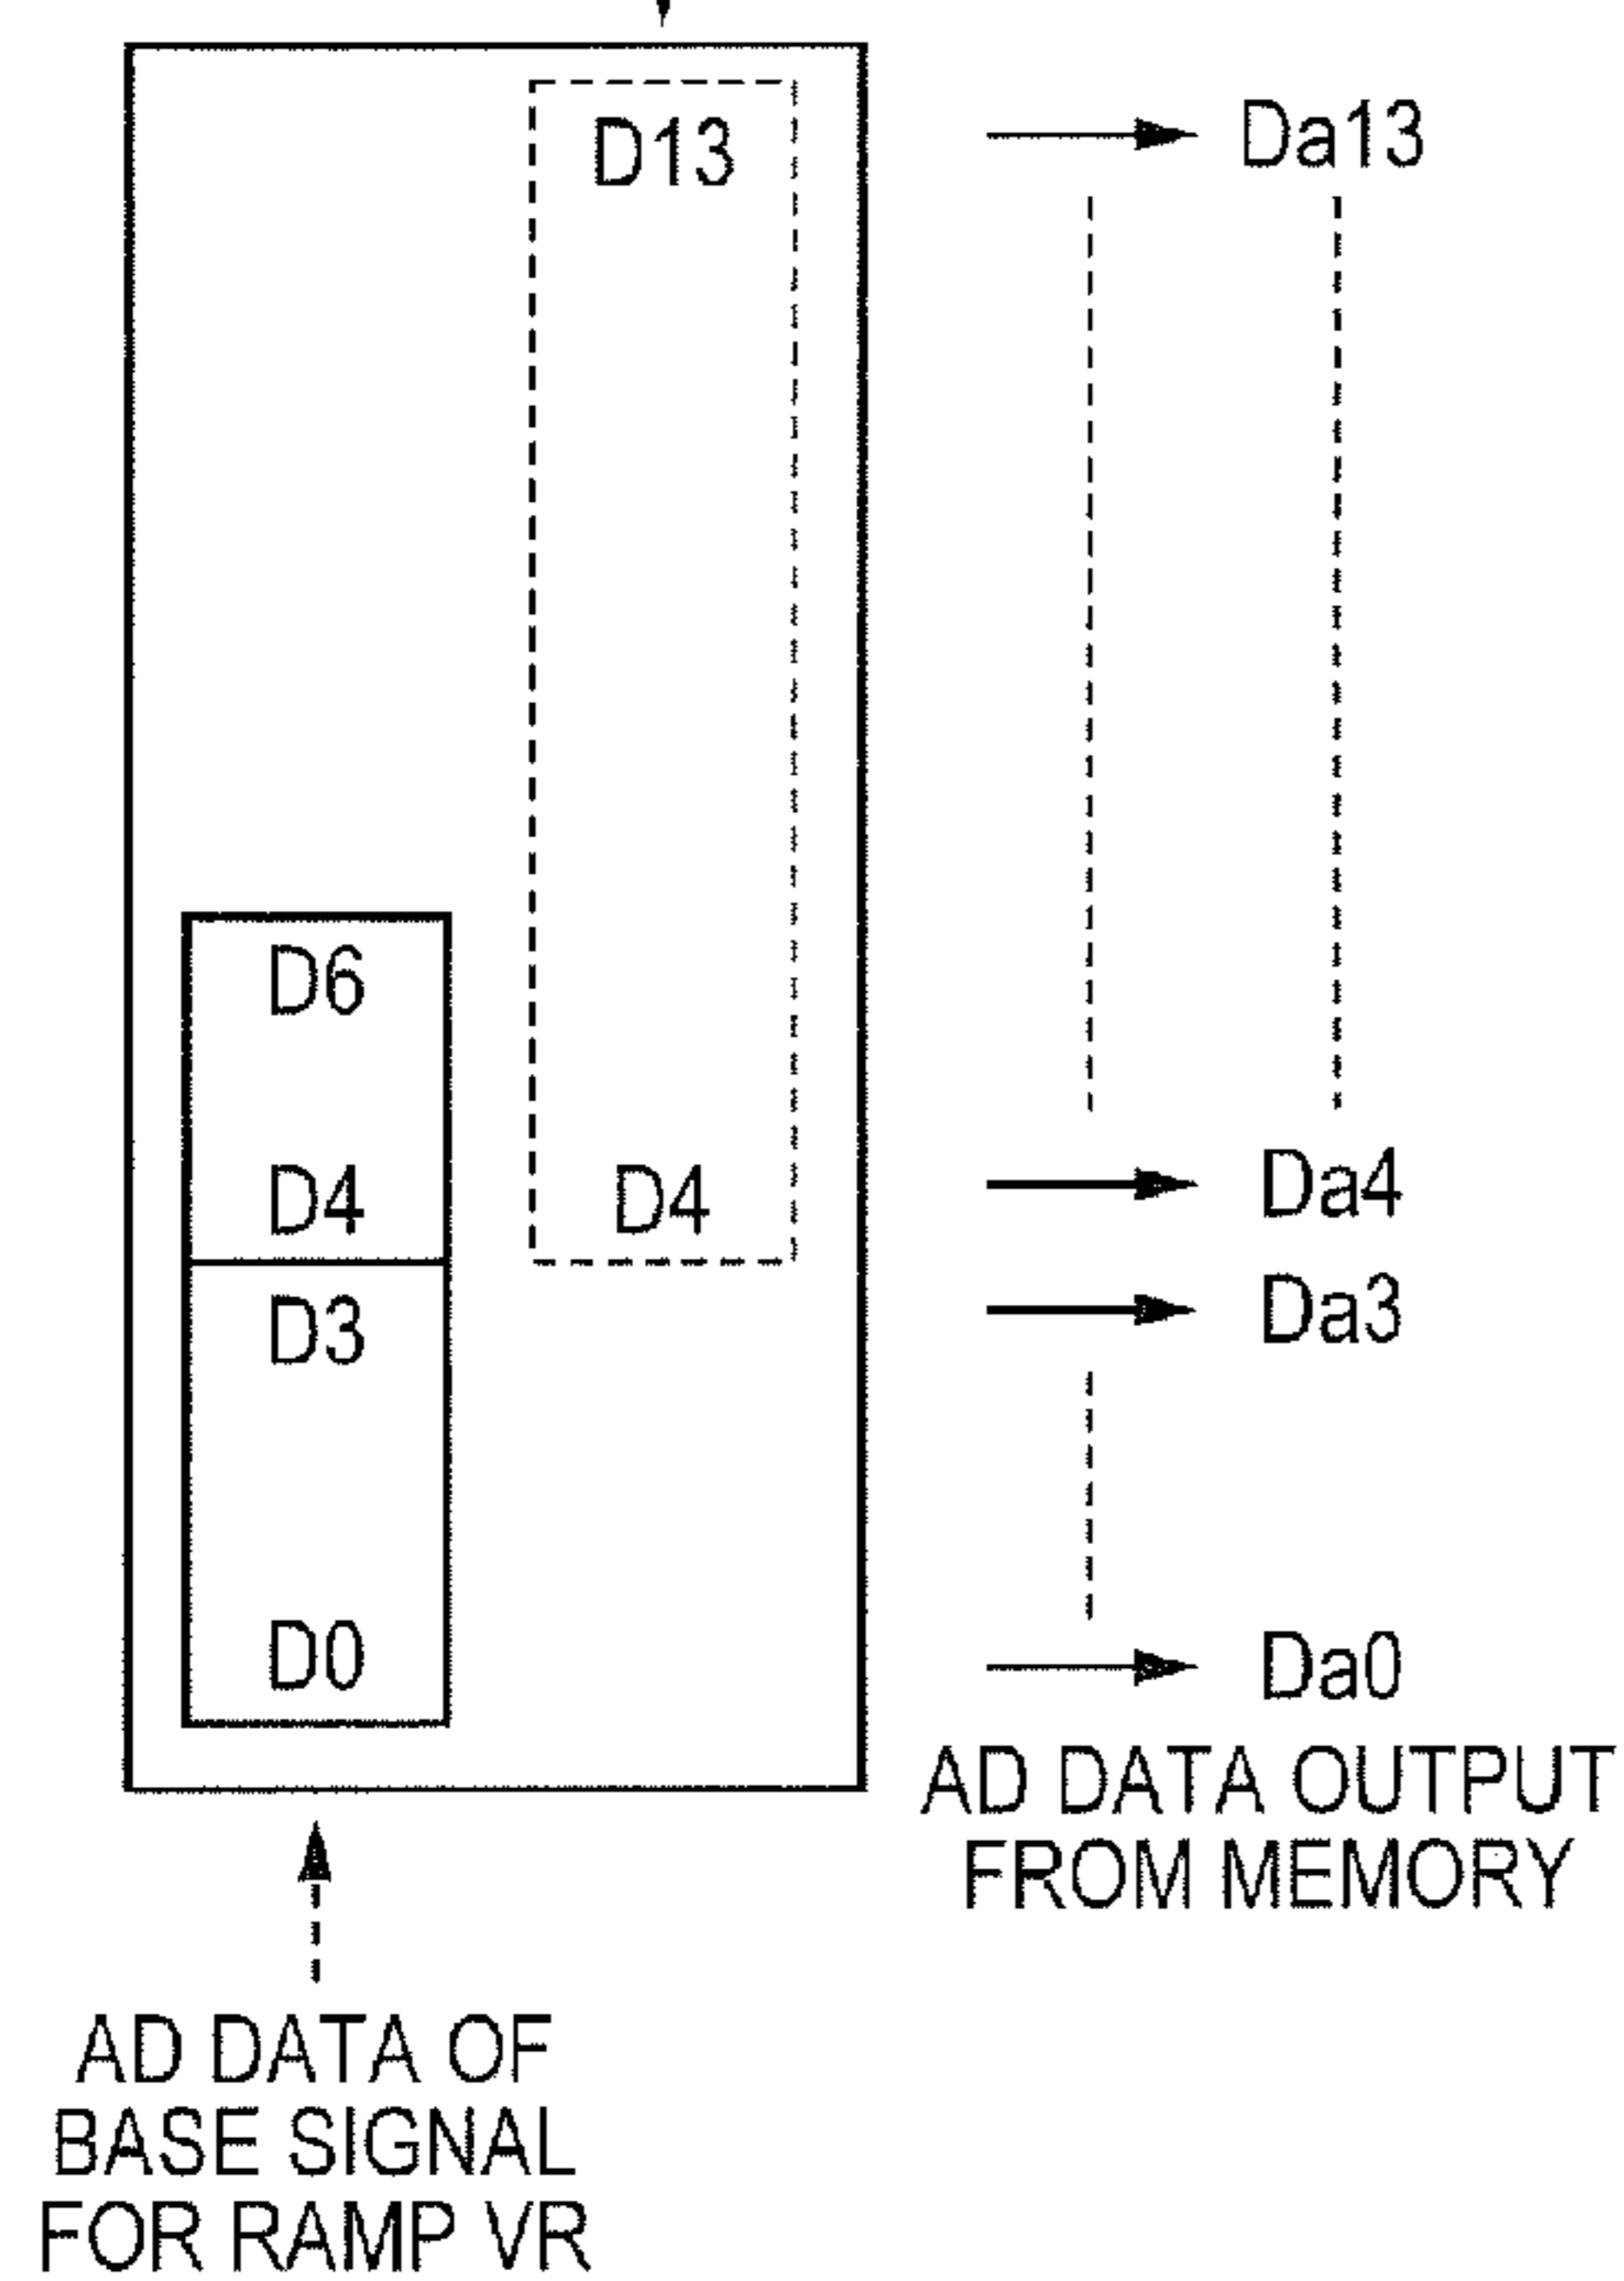 D13
Da13
D6
D4
D4
Da4
D3
Da3
D0
Da0
AD DATA OUTPUT
FROM MEMORY
AD DATA OF
BASE SIGNAL
FOR RAMP VR